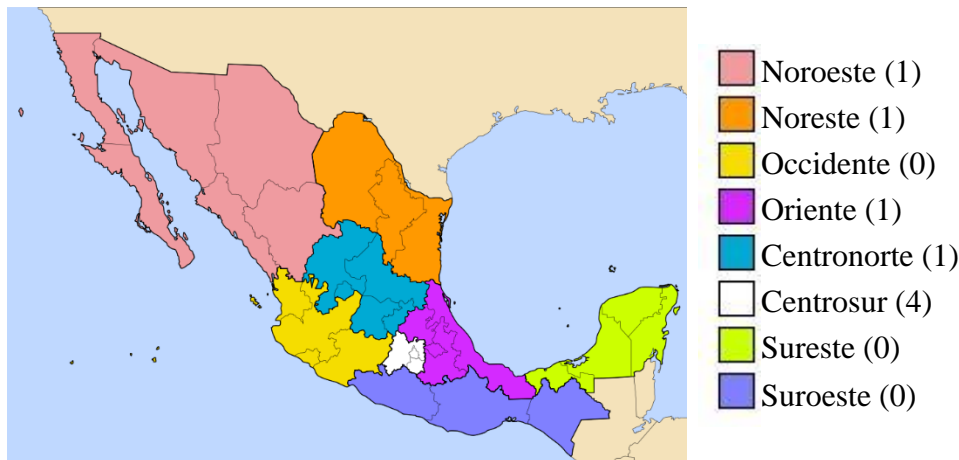 Noroeste (1)
Noreste (1)
Occidente (0)
Oriente (1)
Centronorte (1)
Centrosur (4)
Sureste (0)
Suroeste (0)